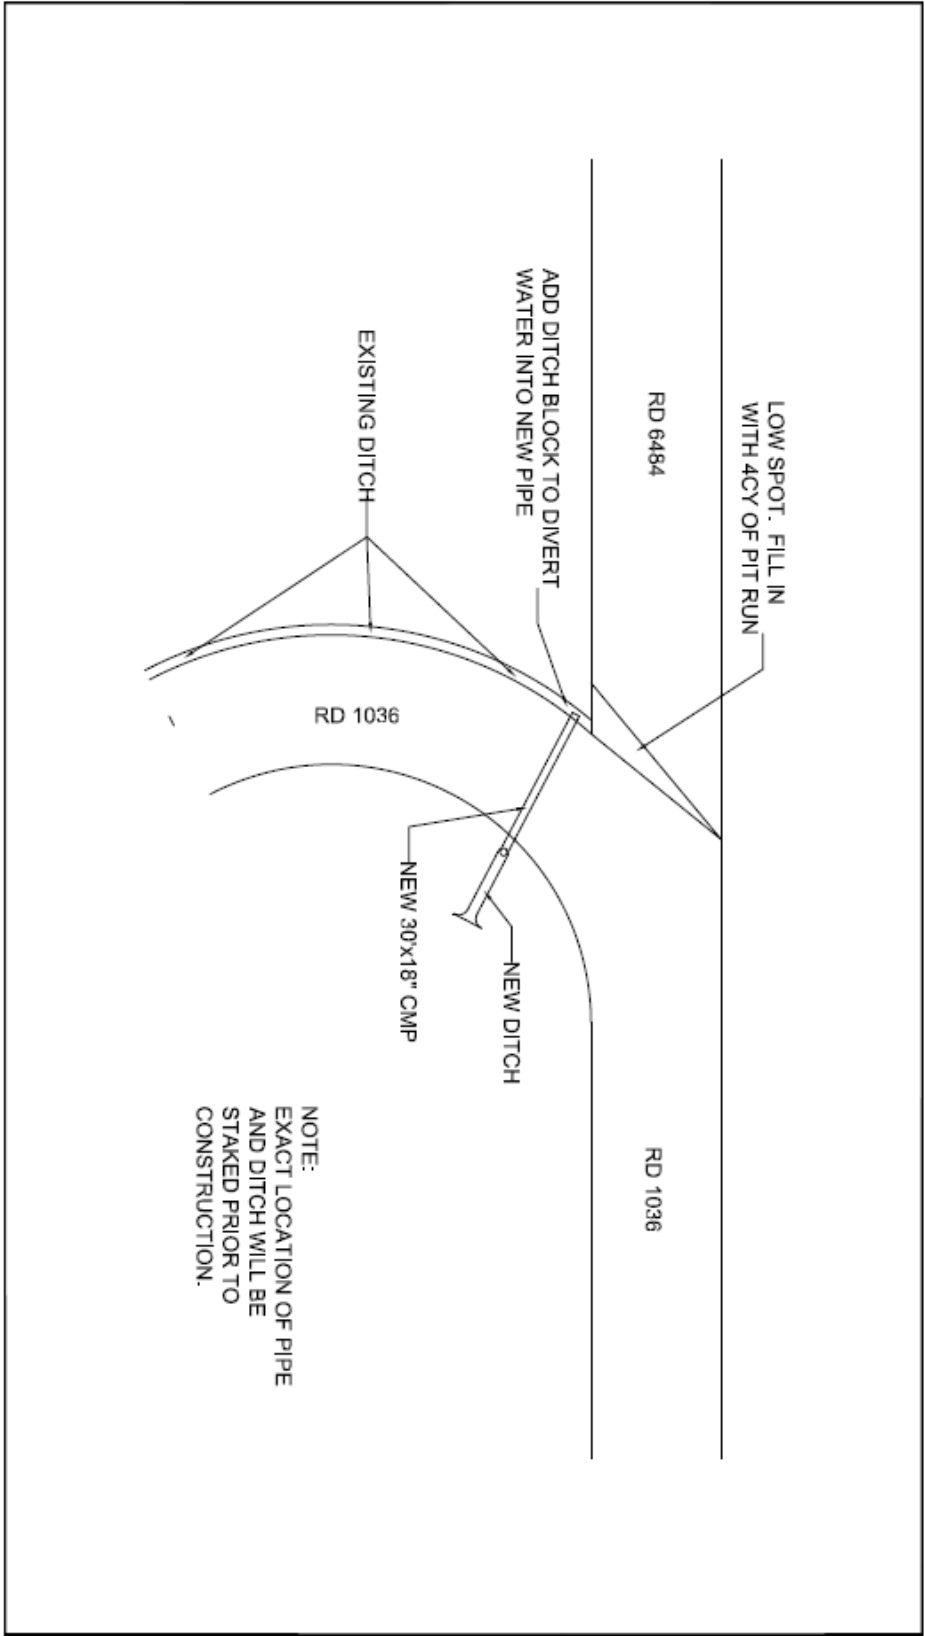 LOW SPOT.  FILL IN
WITH 4CY OF PIT RUN
RD 6484
ADD DITCH BLOCK TO DIVERT
WATER INTO NEW PIPE
EXISTING DITCH
RD 1036
NEW 30'x18" CMP
NEW DITCH
RD 1036
NOTE:
EXACT LOCATION OF PIPE
AND DITCH WILL BE
STAKED PRIOR TO
CONSTRUCTION.